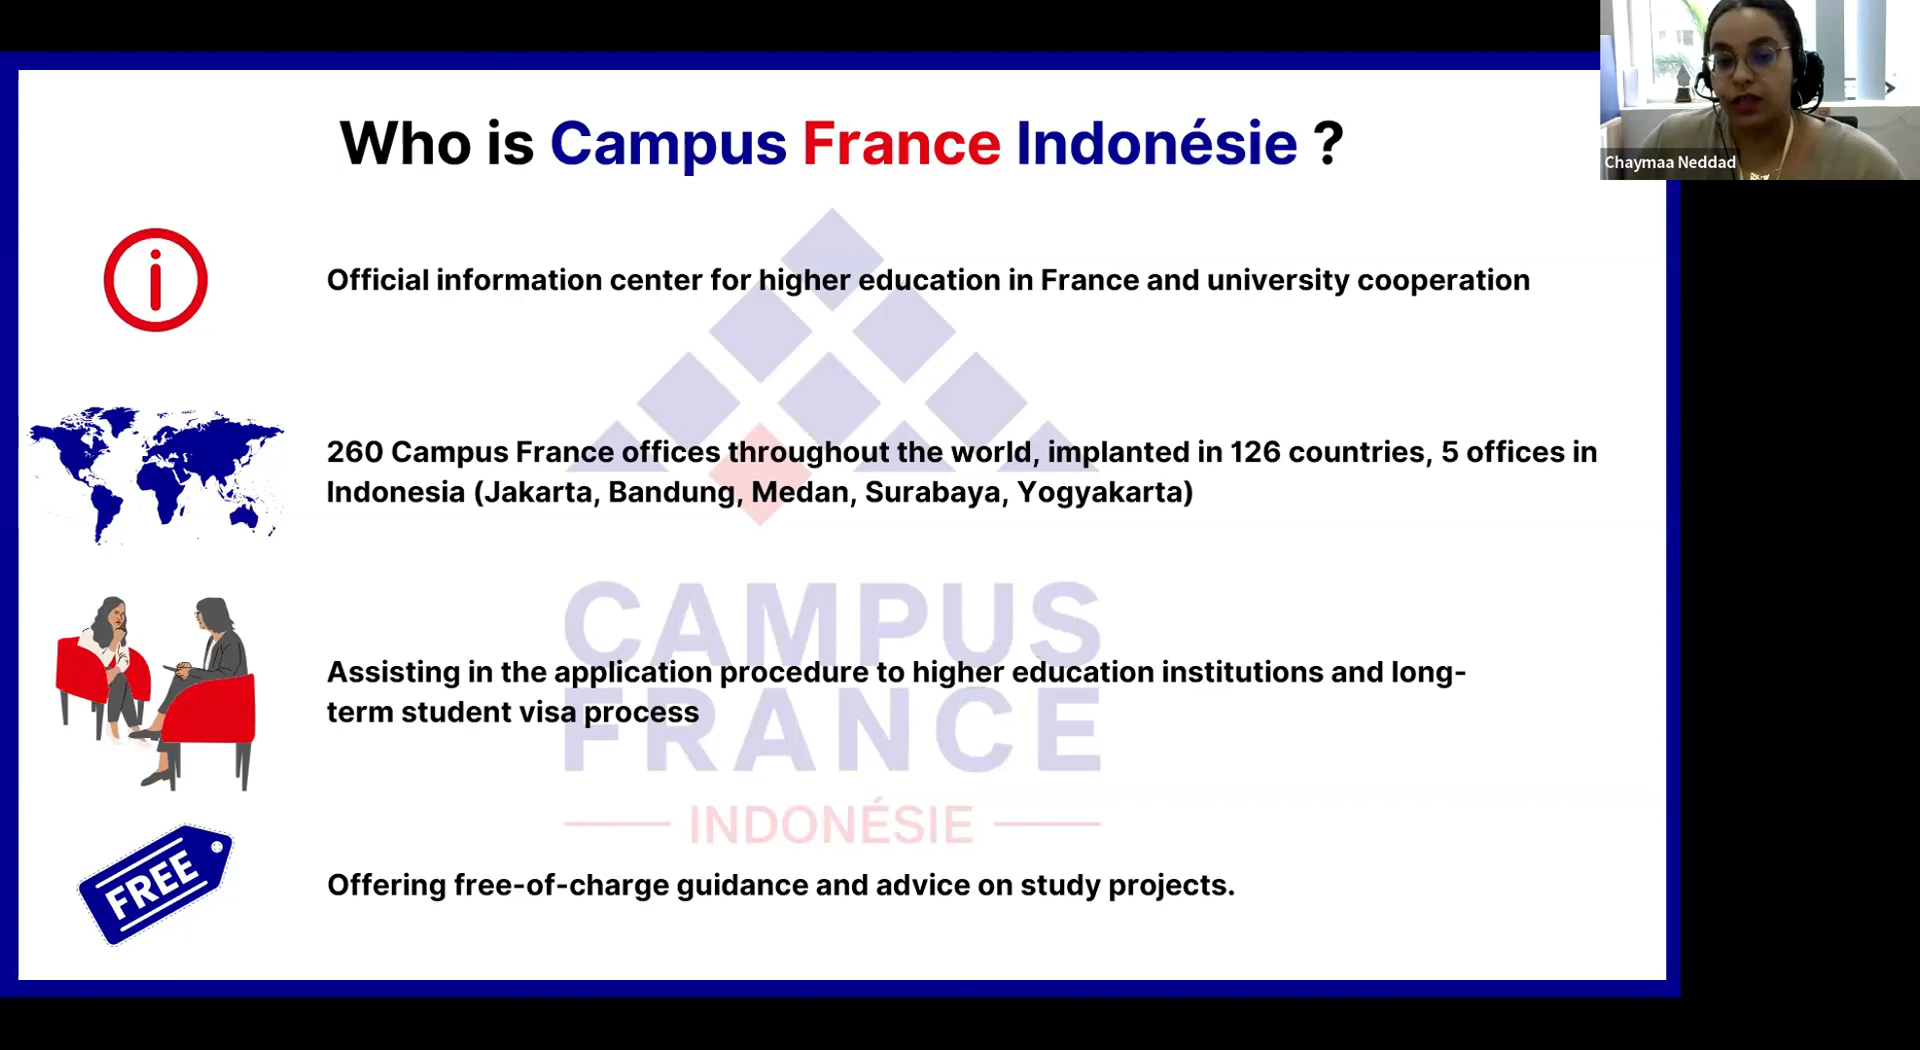 Who is Campus France Indonésie ?
Chaymaa Neddad
Official information center for higher education in France and university cooperation
260 Campus France offices throughout the world, implanted in 126 countries, 5 offices in
Indonesia (Jakarta, Bandung, Medan, Surabaya, Yogyakarta)
CAMPUS
Assisting in the application procedure to higher education institutions and long-
term student visa process
FRANCE
INDONÉSIE
FREE
Offering free-of-charge guidance and advice on study projects.